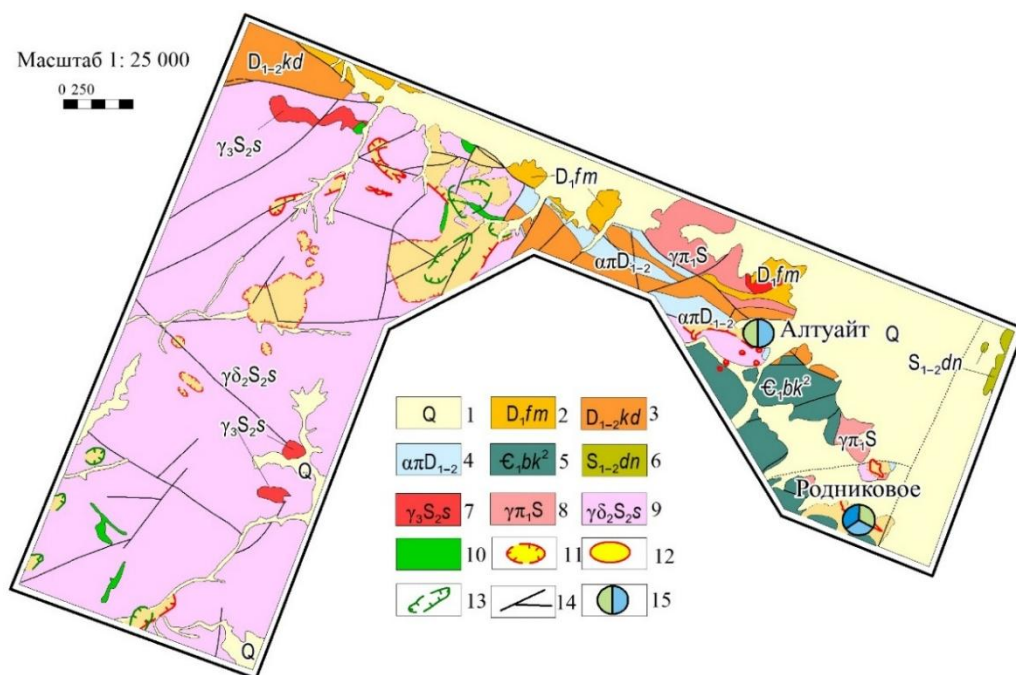 Масштаб 1: 25 000
0 250
D₁₋₂kd
γ₃S₂s
D₁fm
απD₁₋₂
γπ₁S
D₁fm
απD₁₋₂
Алтуайт
Q
S₁₋₂dn
Є₁bk²
γδ₂S₂s
γ₃S₂s
Q
γπ₁S
Родниковое
Q
Q 1
D₁fm 2
D₁₋₂kd 3
απD₁₋₂ 4
Є₁bk² 5
S₁₋₂dn 6
γ₃S₂s 7
γπ₁S 8
γδ₂S₂s 9
10
11
12
13
14
15